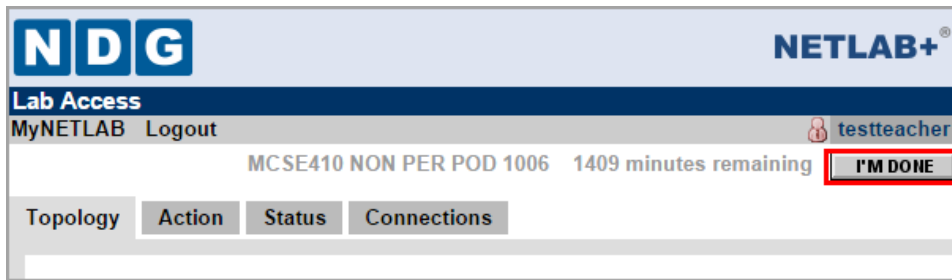 NDG NETLAB+®
Lab Access
MyNETLAB Logout testteacher
MCSE410 NON PER POD 1006 1409 minutes remaining I'M DONE
Topology Action Status Connections